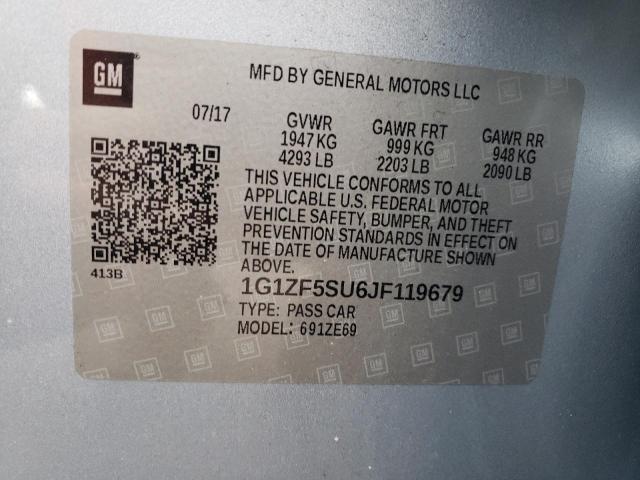 GM
MFD BY GENERAL MOTORS LLC
07/17
GVWR GAWR FRT GAWR RR
1947 KG 999 KG 948 KG
4293 LB 2203 LB 2090 LB
THIS VEHICLE CONFORMS TO ALL
APPLICABLE U.S. FEDERAL MOTOR
VEHICLE SAFETY, BUMPER, AND THEFT
PREVENTION STANDARDS IN EFFECT ON
THE DATE OF MANUFACTURE SHOWN
ABOVE.
413B
1G1ZF5SU6JF119679
TYPE: PASS CAR
MODEL: 691ZE69